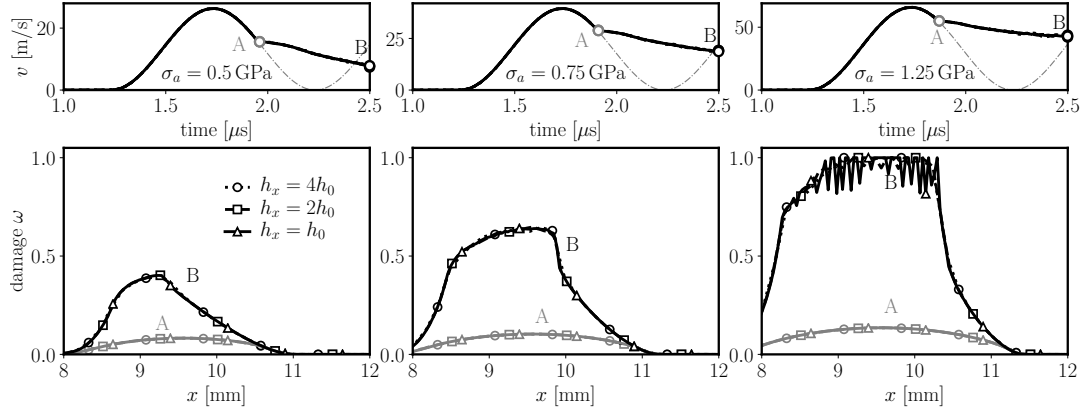 v [m/s]
20
0
A
B
σₐ = 0.5 GPa
1.0 1.5 2.0 2.5
time [μs]
25
0
A
B
σₐ = 0.75 GPa
1.0 1.5 2.0 2.5
time [μs]
50
0
A
B
σₐ = 1.25 GPa
1.0 1.5 2.0 2.5
time [μs]
damage ω
1.0
0.5
0.0
hₓ = 4h₀
hₓ = 2h₀
hₓ = h₀
B
A
8 9 10 11 12
x [mm]
1.0
0.5
0.0
B
A
8 9 10 11 12
x [mm]
1.0
0.5
0.0
B
A
8 9 10 11 12
x [mm]